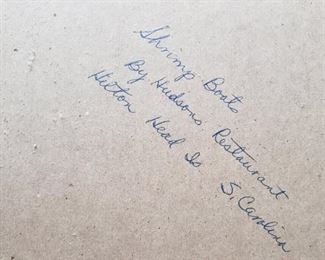 Shrimp Boats
By Hudsons Restaurant
Hilton Head Is S. Carolina